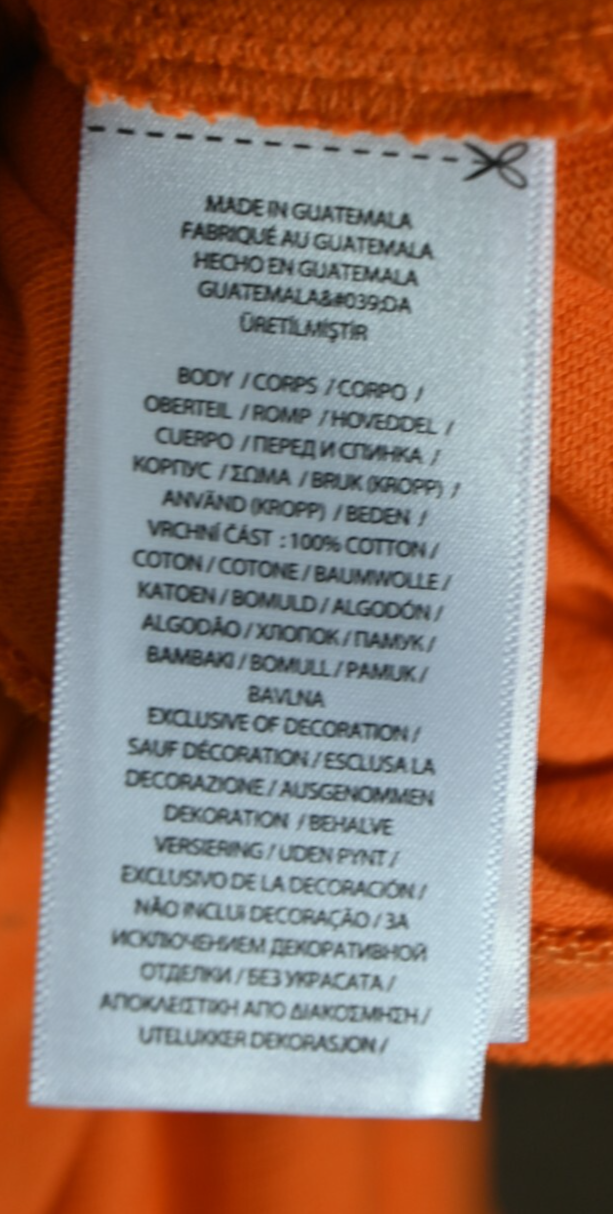 MADE IN GUATEMALA
FABRIQUÉ AU GUATEMALA
HECHO EN GUATEMALA
GUATEMALA&#039;DA
ÜRETİLMİŞTİR
BODY / CORPS / CORPO /
OBERTEIL / ROMP / HOVEDDEL /
CUERPO / ПЕРЕД И СПИНКА /
КОРПУС / ΣΩΜΑ / BRUK (KROPP) /
ANVÄND (KROPP) / BEDEN /
VRCHNÍ ČÁST : 100% COTTON /
COTON / COTONE / BAUMWOLLE /
KATOEN / BOMULD / ALGODÓN /
ALGODÃO / ХЛОПОК / ПАМУК /
BAMBAKI / BOMULL / PAMUK /
BAVLNA
EXCLUSIVE OF DECORATION /
SAUF DÉCORATION / ESCLUSA LA
DECORAZIONE / AUSGENOMMEN
DEKORATION / BEHALVE
VERSIERING / UDEN PYNT /
EXCLUSIVO DE LA DECORACIÓN /
NÃO INCLUi DECORAÇÃO / ЗА
ИСКЛЮЧЕНИЕМ ДЕКОРАТИВНОЙ
ОТДЕЛКИ / БЕЗ УКРАСАТА /
ΑΠΟΚΛΕΙΣΤΙΚΗ ΑΠΟ ΔΙΑΚΟΣΜΗΣΗ /
UTELUKKER DEKORASJON /